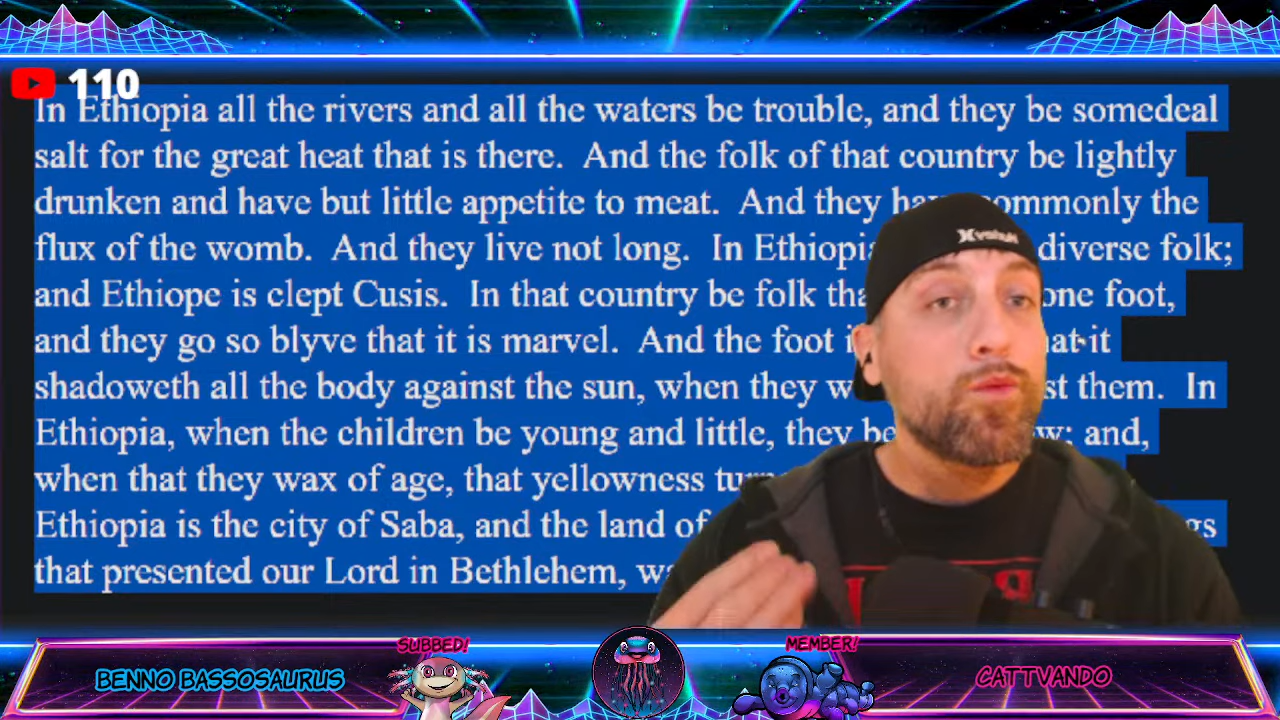 110
In Ethiopia all the rivers and all the waters be trouble, and they be somedeal
salt for the great heat that is there. And the folk of that country be lightly
drunken and have but little appetite to meat. And they commonly the
flux of the womb. And they live not long. In Ethiopia diverse folk;
and Ethiope is clept Cusis. In that country be folk one foot,
and they go so blyve that it is marvel. And the foot it
shadoweth all the body against the sun, when they them. In
Ethiopia, when the children be young and little, they be and,
when that they wax of age, that yellowness
Ethiopia is the city of Saba, and the land of
that presented our Lord in Bethlehem,
SUBBED!
MEMBER!
BENNO BASSOSAURUS
CATTVANDO